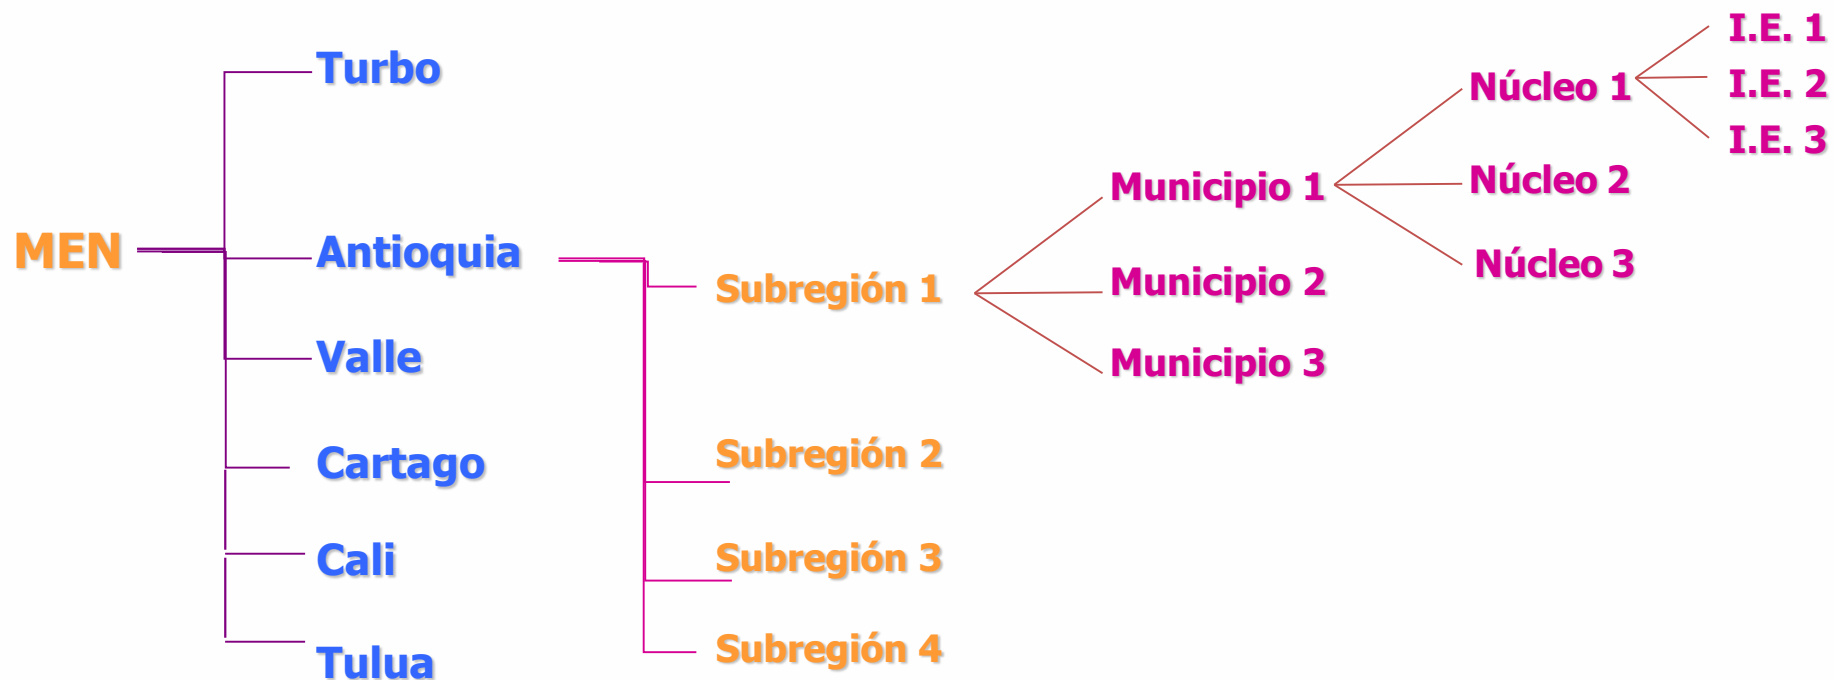 MEN
Turbo
Antioquia
Valle
Cartago
Cali
Tulua
Subregión 1
Subregión 2
Subregión 3
Subregión 4
Municipio 1
Municipio 2
Municipio 3
Núcleo 1
Núcleo 2
Núcleo 3
I.E. 1
I.E. 2
I.E. 3